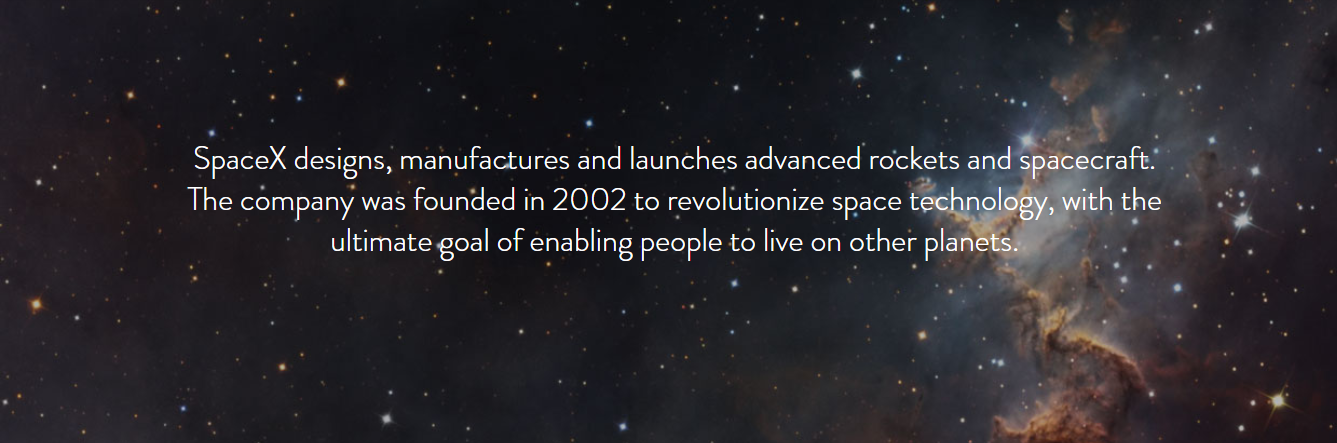 SpaceX designs, manufactures and launches advanced rockets and spacecraft.
The company was founded in 2002 to revolutionize space technology, with the
ultimate goal of enabling people to live on other planets.